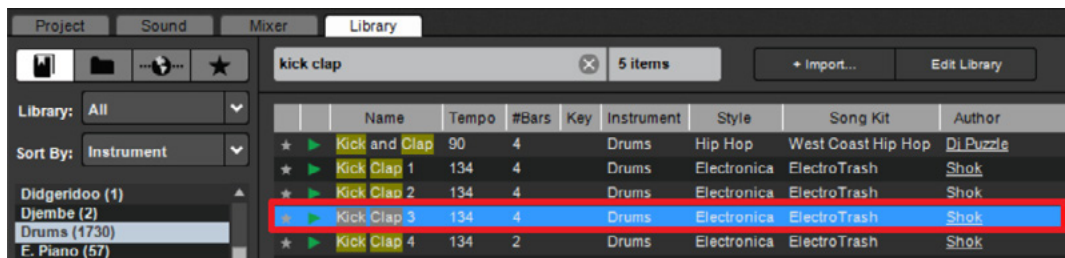 Project Sound Mixer Library
kick clap 5 items + Import... Edit Library
Library: All
Sort By: Instrument
Didgeridoo (1)
Djembe (2)
Drums (1730)
E. Piano (57)
Name Tempo #Bars Key Instrument Style Song Kit Author
Kick and Clap 90 4 Drums Hip Hop West Coast Hip Hop Dj Puzzle
Kick Clap 1 134 4 Drums Electronica ElectroTrash Shok
Kick Clap 2 134 4 Drums Electronica ElectroTrash Shok
Kick Clap 3 134 4 Drums Electronica ElectroTrash Shok
Kick Clap 4 134 2 Drums Electronica ElectroTrash Shok